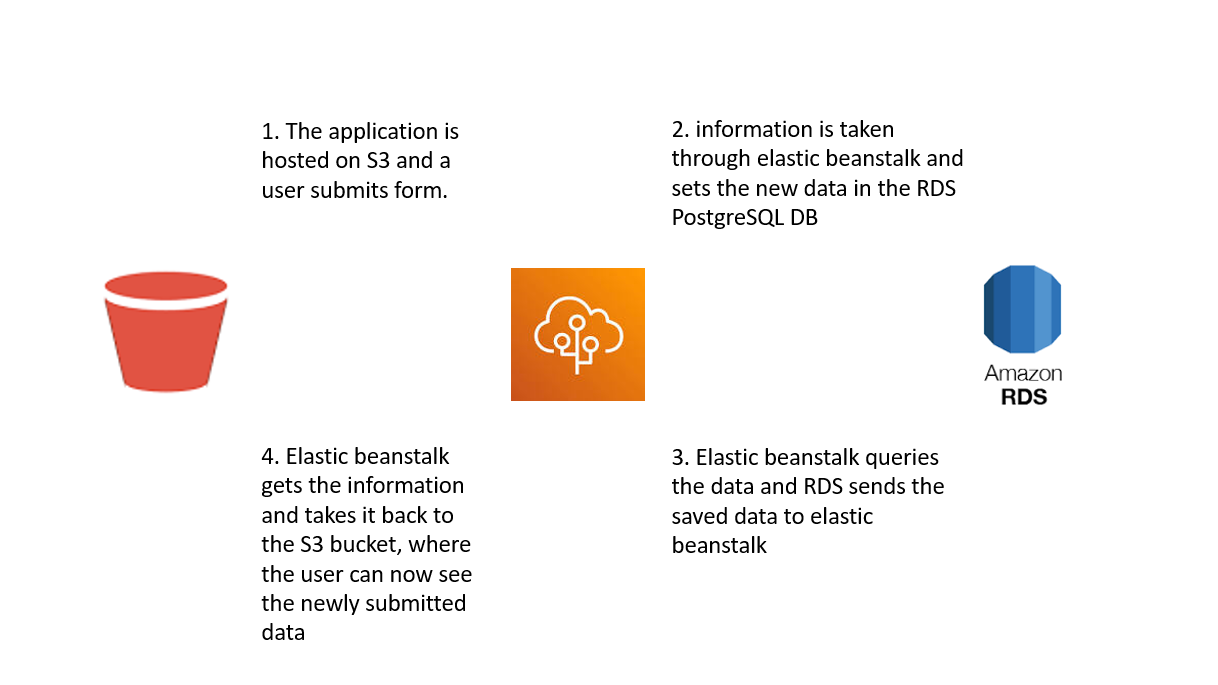 1. The application is
hosted on S3 and a
user submits form.
2. information is taken
through elastic beanstalk and
sets the new data in the RDS
PostgreSQL DB
Amazon
RDS
4. Elastic beanstalk
gets the information
and takes it back to
the S3 bucket, where
the user can now see
the newly submitted
data
3. Elastic beanstalk queries
the data and RDS sends the
saved data to elastic
beanstalk